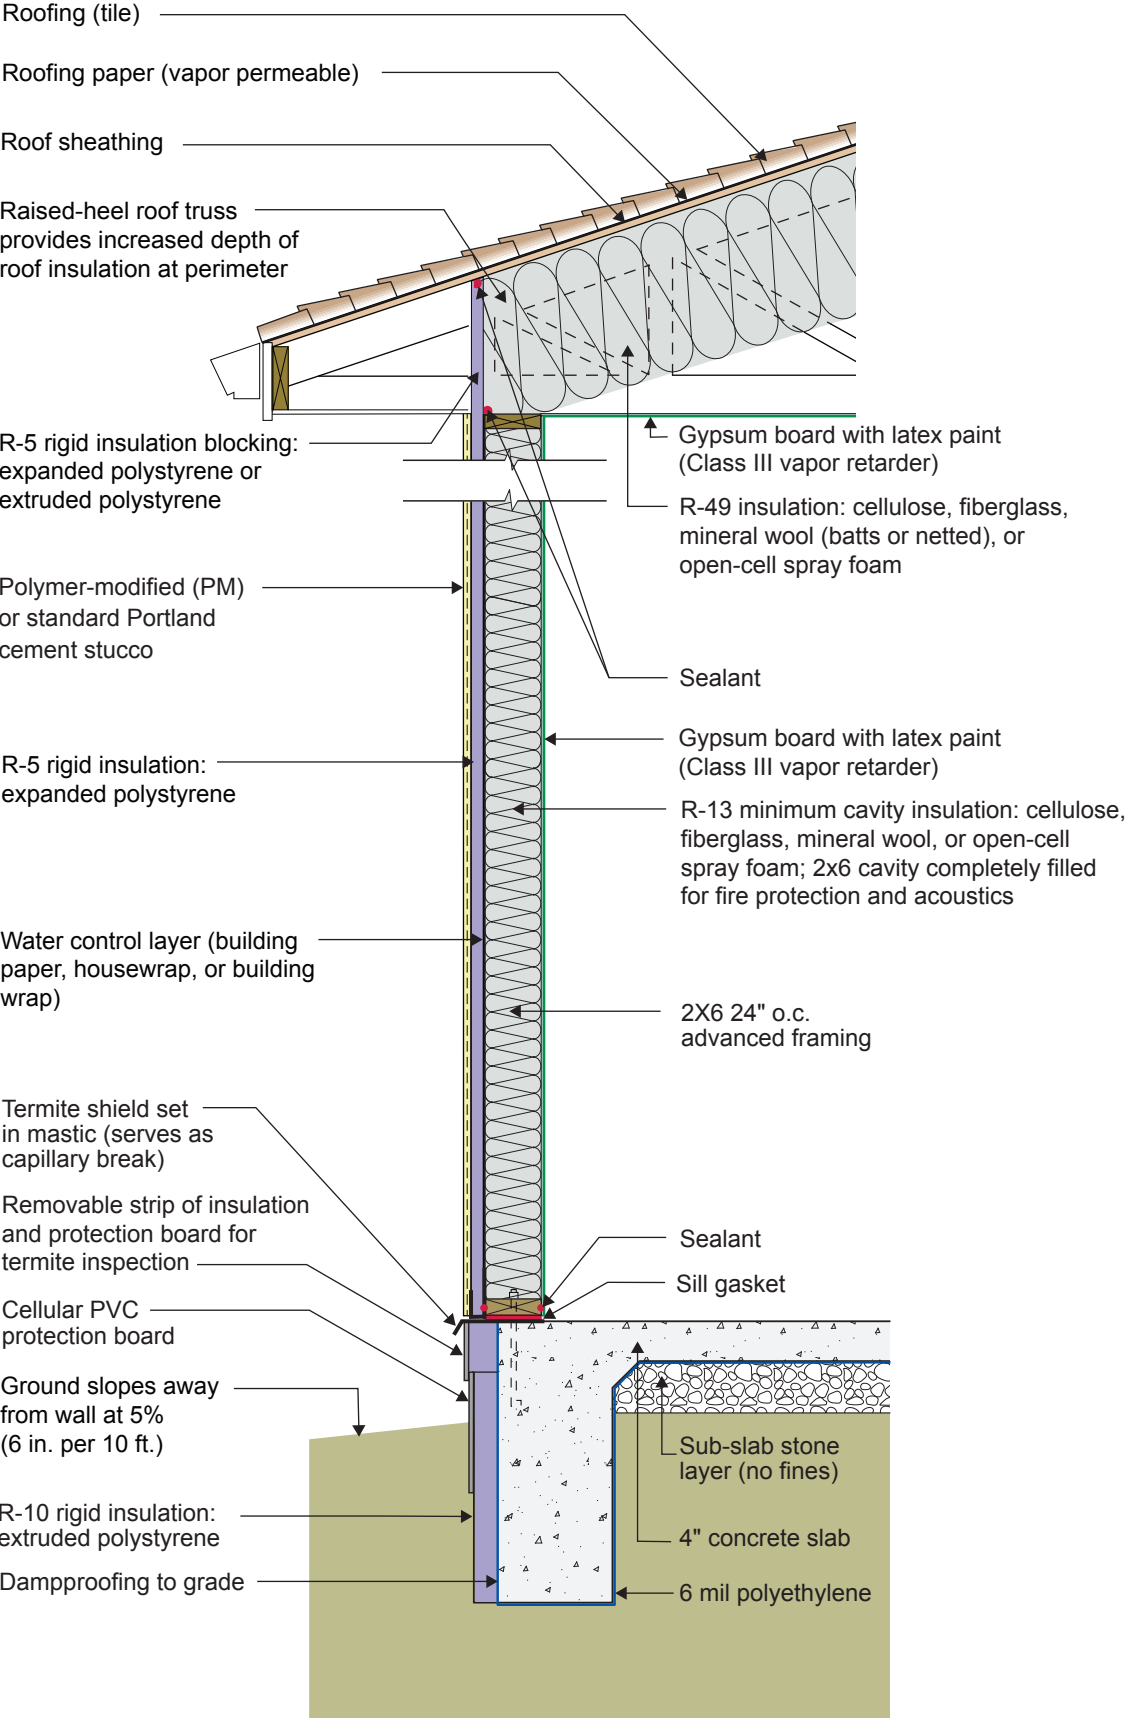 Roofing (tile)
Roofing paper (vapor permeable)
Roof sheathing
Raised-heel roof truss
provides increased depth of
roof insulation at perimeter
R-5 rigid insulation blocking:
expanded polystyrene or
extruded polystyrene
Polymer-modified (PM)
or standard Portland
cement stucco
R-5 rigid insulation:
expanded polystyrene
Water control layer (building
paper, housewrap, or building
wrap)
Termite shield set
in mastic (serves as
capillary break)
Removable strip of insulation
and protection board for
termite inspection
Cellular PVC
protection board
Ground slopes away
from wall at 5%
(6 in. per 10 ft.)
R-10 rigid insulation:
extruded polystyrene
Dampproofing to grade
Gypsum board with latex paint
(Class III vapor retarder)
R-49 insulation: cellulose, fiberglass,
mineral wool (batts or netted), or
open-cell spray foam
Sealant
Gypsum board with latex paint
(Class III vapor retarder)
R-13 minimum cavity insulation: cellulose,
fiberglass, mineral wool, or open-cell
spray foam; 2x6 cavity completely filled
for fire protection and acoustics
2X6 24" o.c.
advanced framing
Sealant
Sill gasket
Sub-slab stone
layer (no fines)
4" concrete slab
6 mil polyethylene